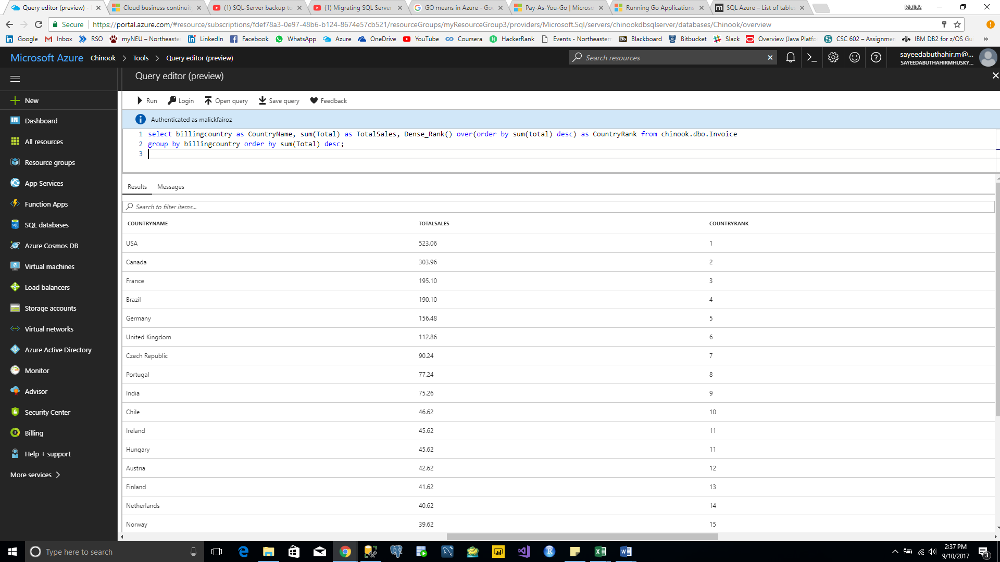 Query editor (preview) -
Cloud business continuit
(1) SQL-Server backup to
(1) Migrating SQL Server
GO means in Azure - Goo
Pay-As-You-Go | Microso
Running Go Applications
SQL Azure – List of tables
Malick
Secure
https://portal.azure.com/#resource/subscriptions/fdef78a3-0e97-48b6-b124-8674e57cb521/resourceGroups/myResourceGroup3/providers/Microsoft.Sql/servers/chinookdbsqlserver/databases/Chinook/overview
Google
Inbox
RSO
myNEU – Northeaste
LinkedIn
Facebook
WhatsApp
Azure
OneDrive
YouTube
Coursera
HackerRank
Events - Northeastern
Blackboard
Bitbucket
Slack
Overview (Java Platfo
CSC 602 – Assignmen
IBM DB2 for z/OS Gu
Microsoft Azure Chinook > Tools > Query editor (preview)
Search resources
sayeedabuthahir.m@...
SAYEEDABUTHAHIRMHUSKY...
Query editor (preview)
New
Dashboard
All resources
Resource groups
App Services
Function Apps
SQL databases
Azure Cosmos DB
Virtual machines
Load balancers
Storage accounts
Virtual networks
Azure Active Directory
Monitor
Advisor
Security Center
Billing
Help + support
More services >
Run Login Open query Save query Feedback
Authenticated as malickfairoz
1 select billingcountry as CountryName, sum(Total) as TotalSales, Dense_Rank() over(order by sum(total) desc) as CountryRank from chinook.dbo.Invoice
2 group by billingcountry order by sum(Total) desc;
3
Results Messages
Search to filter items...
COUNTRYNAME TOTALSALES COUNTRYRANK
USA 523.06 1
Canada 303.96 2
France 195.10 3
Brazil 190.10 4
Germany 156.48 5
United Kingdom 112.86 6
Czech Republic 90.24 7
Portugal 77.24 8
India 75.26 9
Chile 46.62 10
Ireland 45.62 11
Hungary 45.62 11
Austria 42.62 12
Finland 41.62 13
Netherlands 40.62 14
Norway 39.62 15
Type here to search
2:37 PM
9/10/2017
3